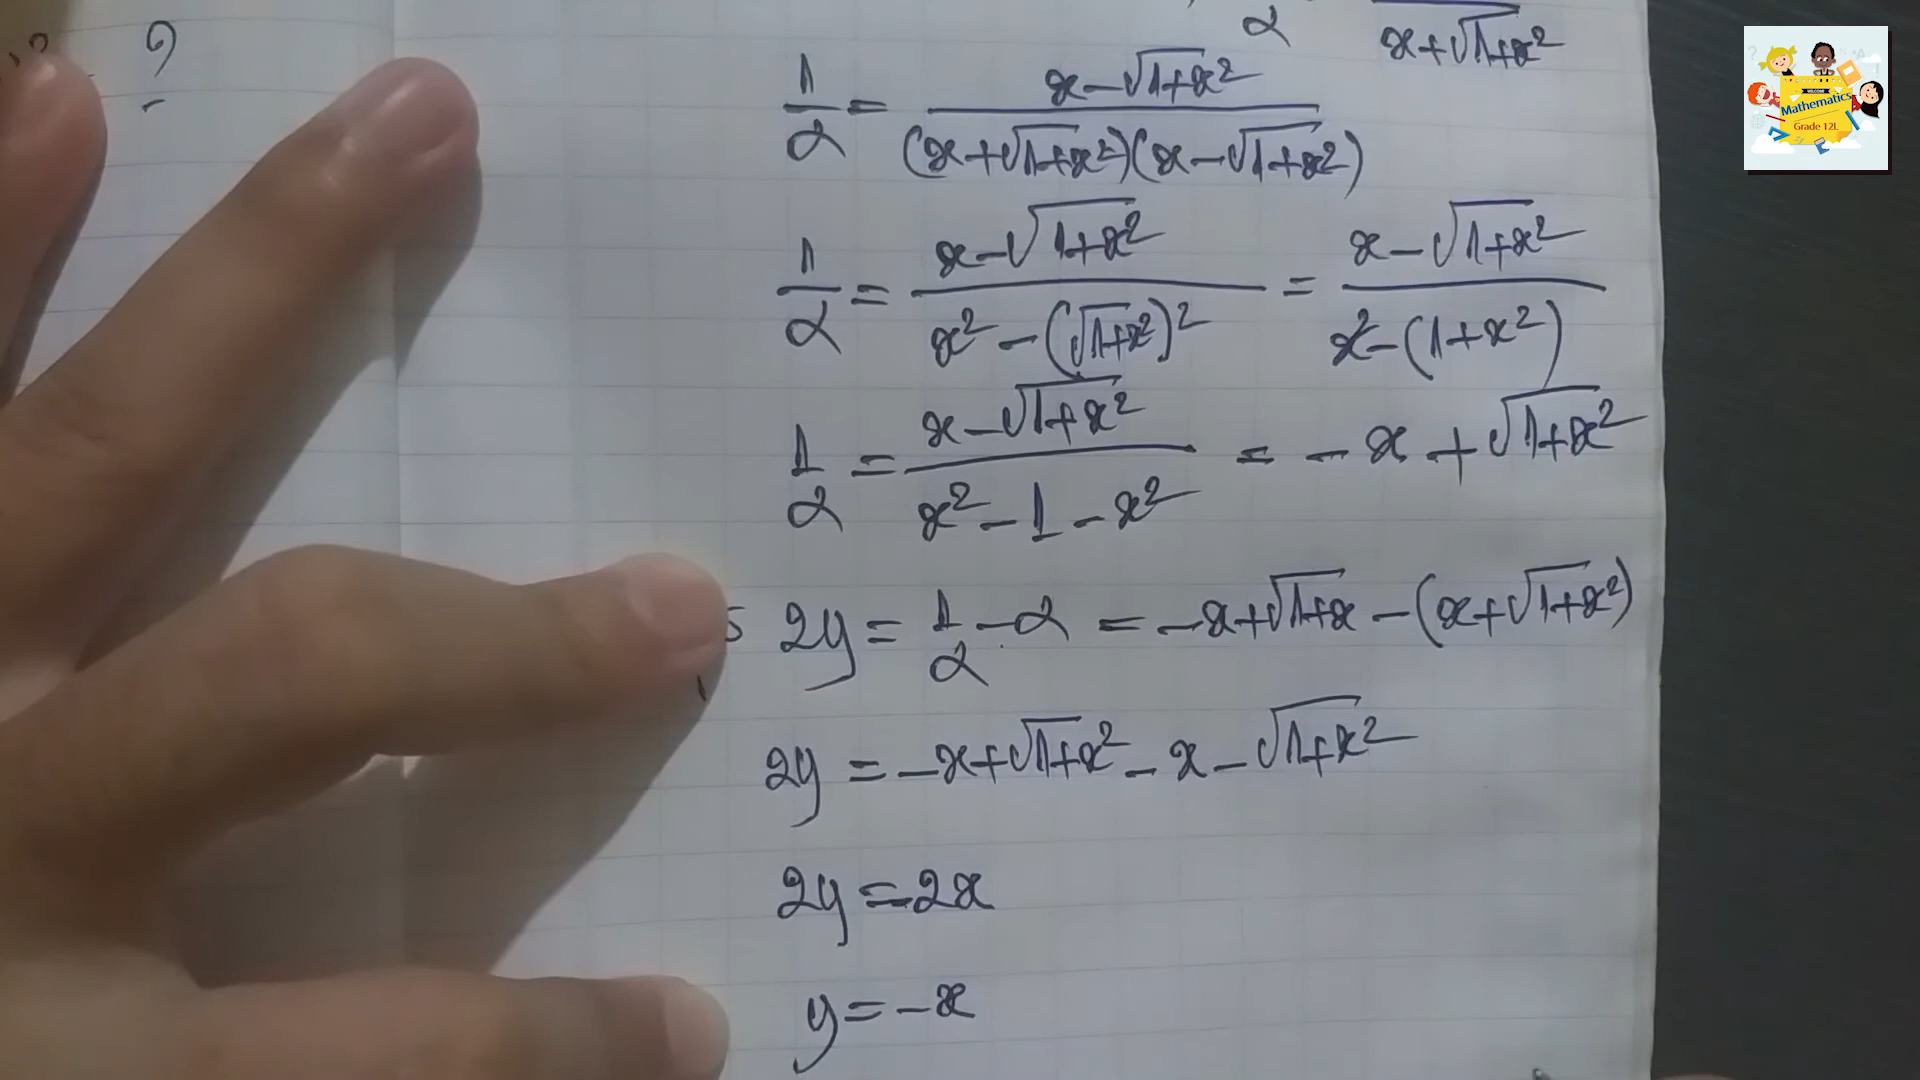 α x+√1+x²
?
1/α = x-√1+x² / (x+√1+x²)(x-√1+x²)
1/α = x-√1+x² / x²-(√1+x²)² = x-√1+x² / x²-(1+x²)
1/α = x-√1+x² / x²-1-x² = -x+√1+x²
2y = 1/α - α = -x+√1+x - (x+√1+x²)
2y = -x+√1+x² - x - √1+x²
2y = 2x
y = -x
WELCOME
Mathematics
Grade 12L